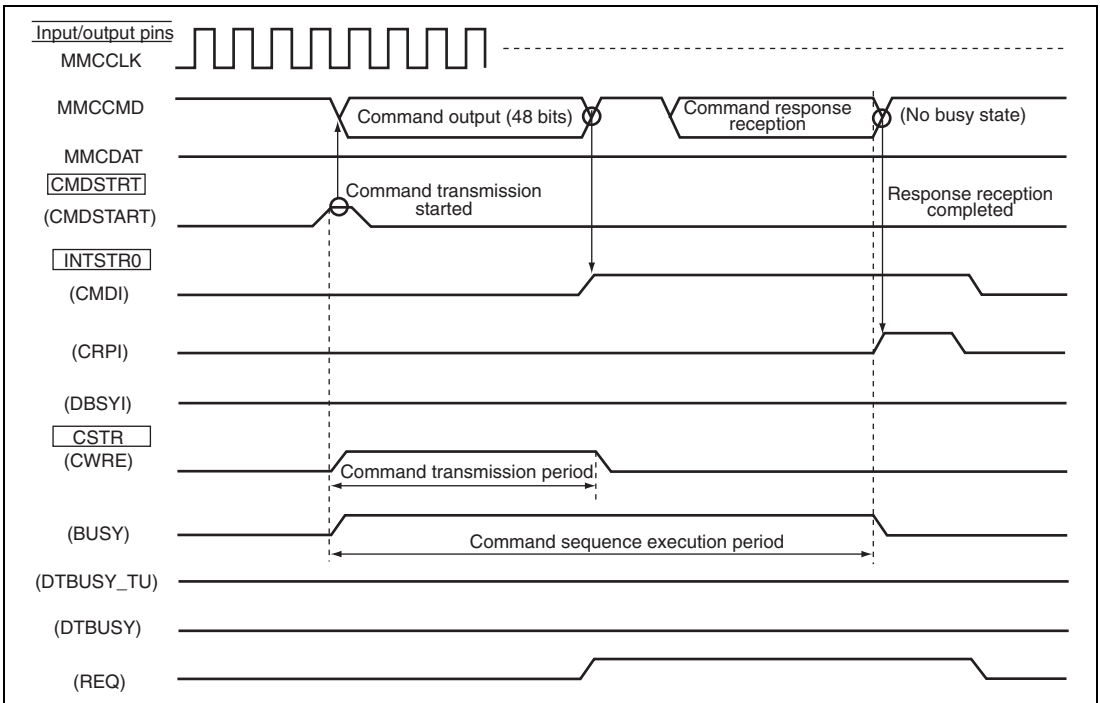 Input/output pins
MMCCLK
MMCCMD
Command output (48 bits)
Command response
reception
(No busy state)
MMCDAT
CMDSTRT
(CMDSTART)
Command transmission
started
Response reception
completed
INTSTR0
(CMDI)
(CRPI)
(DBSYI)
CSTR
(CWRE)
Command transmission period
(BUSY)
Command sequence execution period
(DTBUSY_TU)
(DTBUSY)
(REQ)